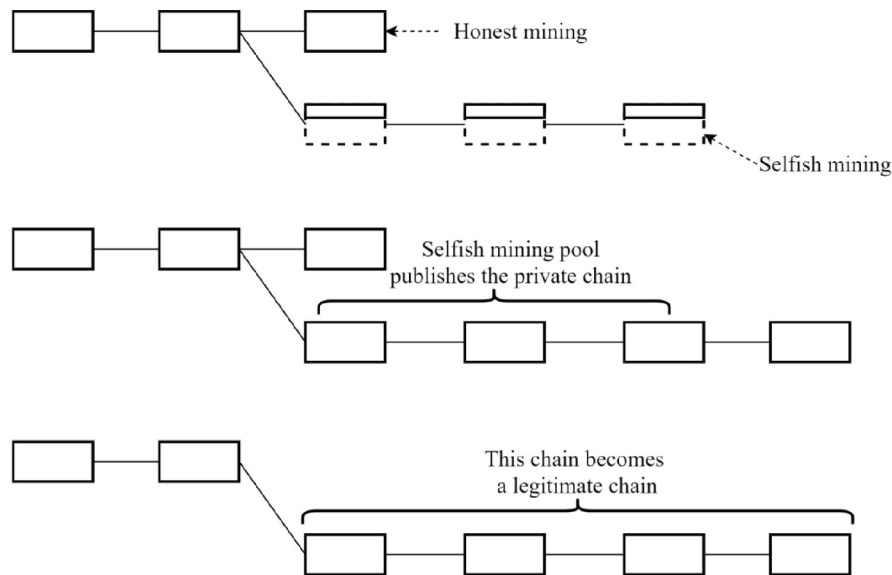 Honest mining
Selfish mining
Selfish mining pool
publishes the private chain
This chain becomes
a legitimate chain